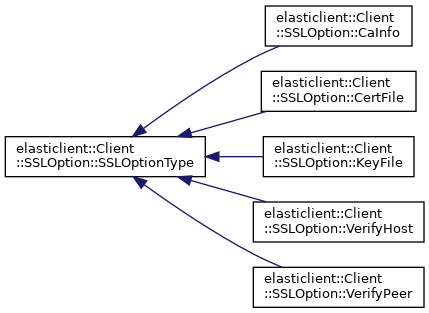 elasticlient::Client
::SSLOption::CaInfo
elasticlient::Client
::SSLOption::CertFile
elasticlient::Client
::SSLOption::SSLOptionType
elasticlient::Client
::SSLOption::KeyFile
elasticlient::Client
::SSLOption::VerifyHost
elasticlient::Client
::SSLOption::VerifyPeer